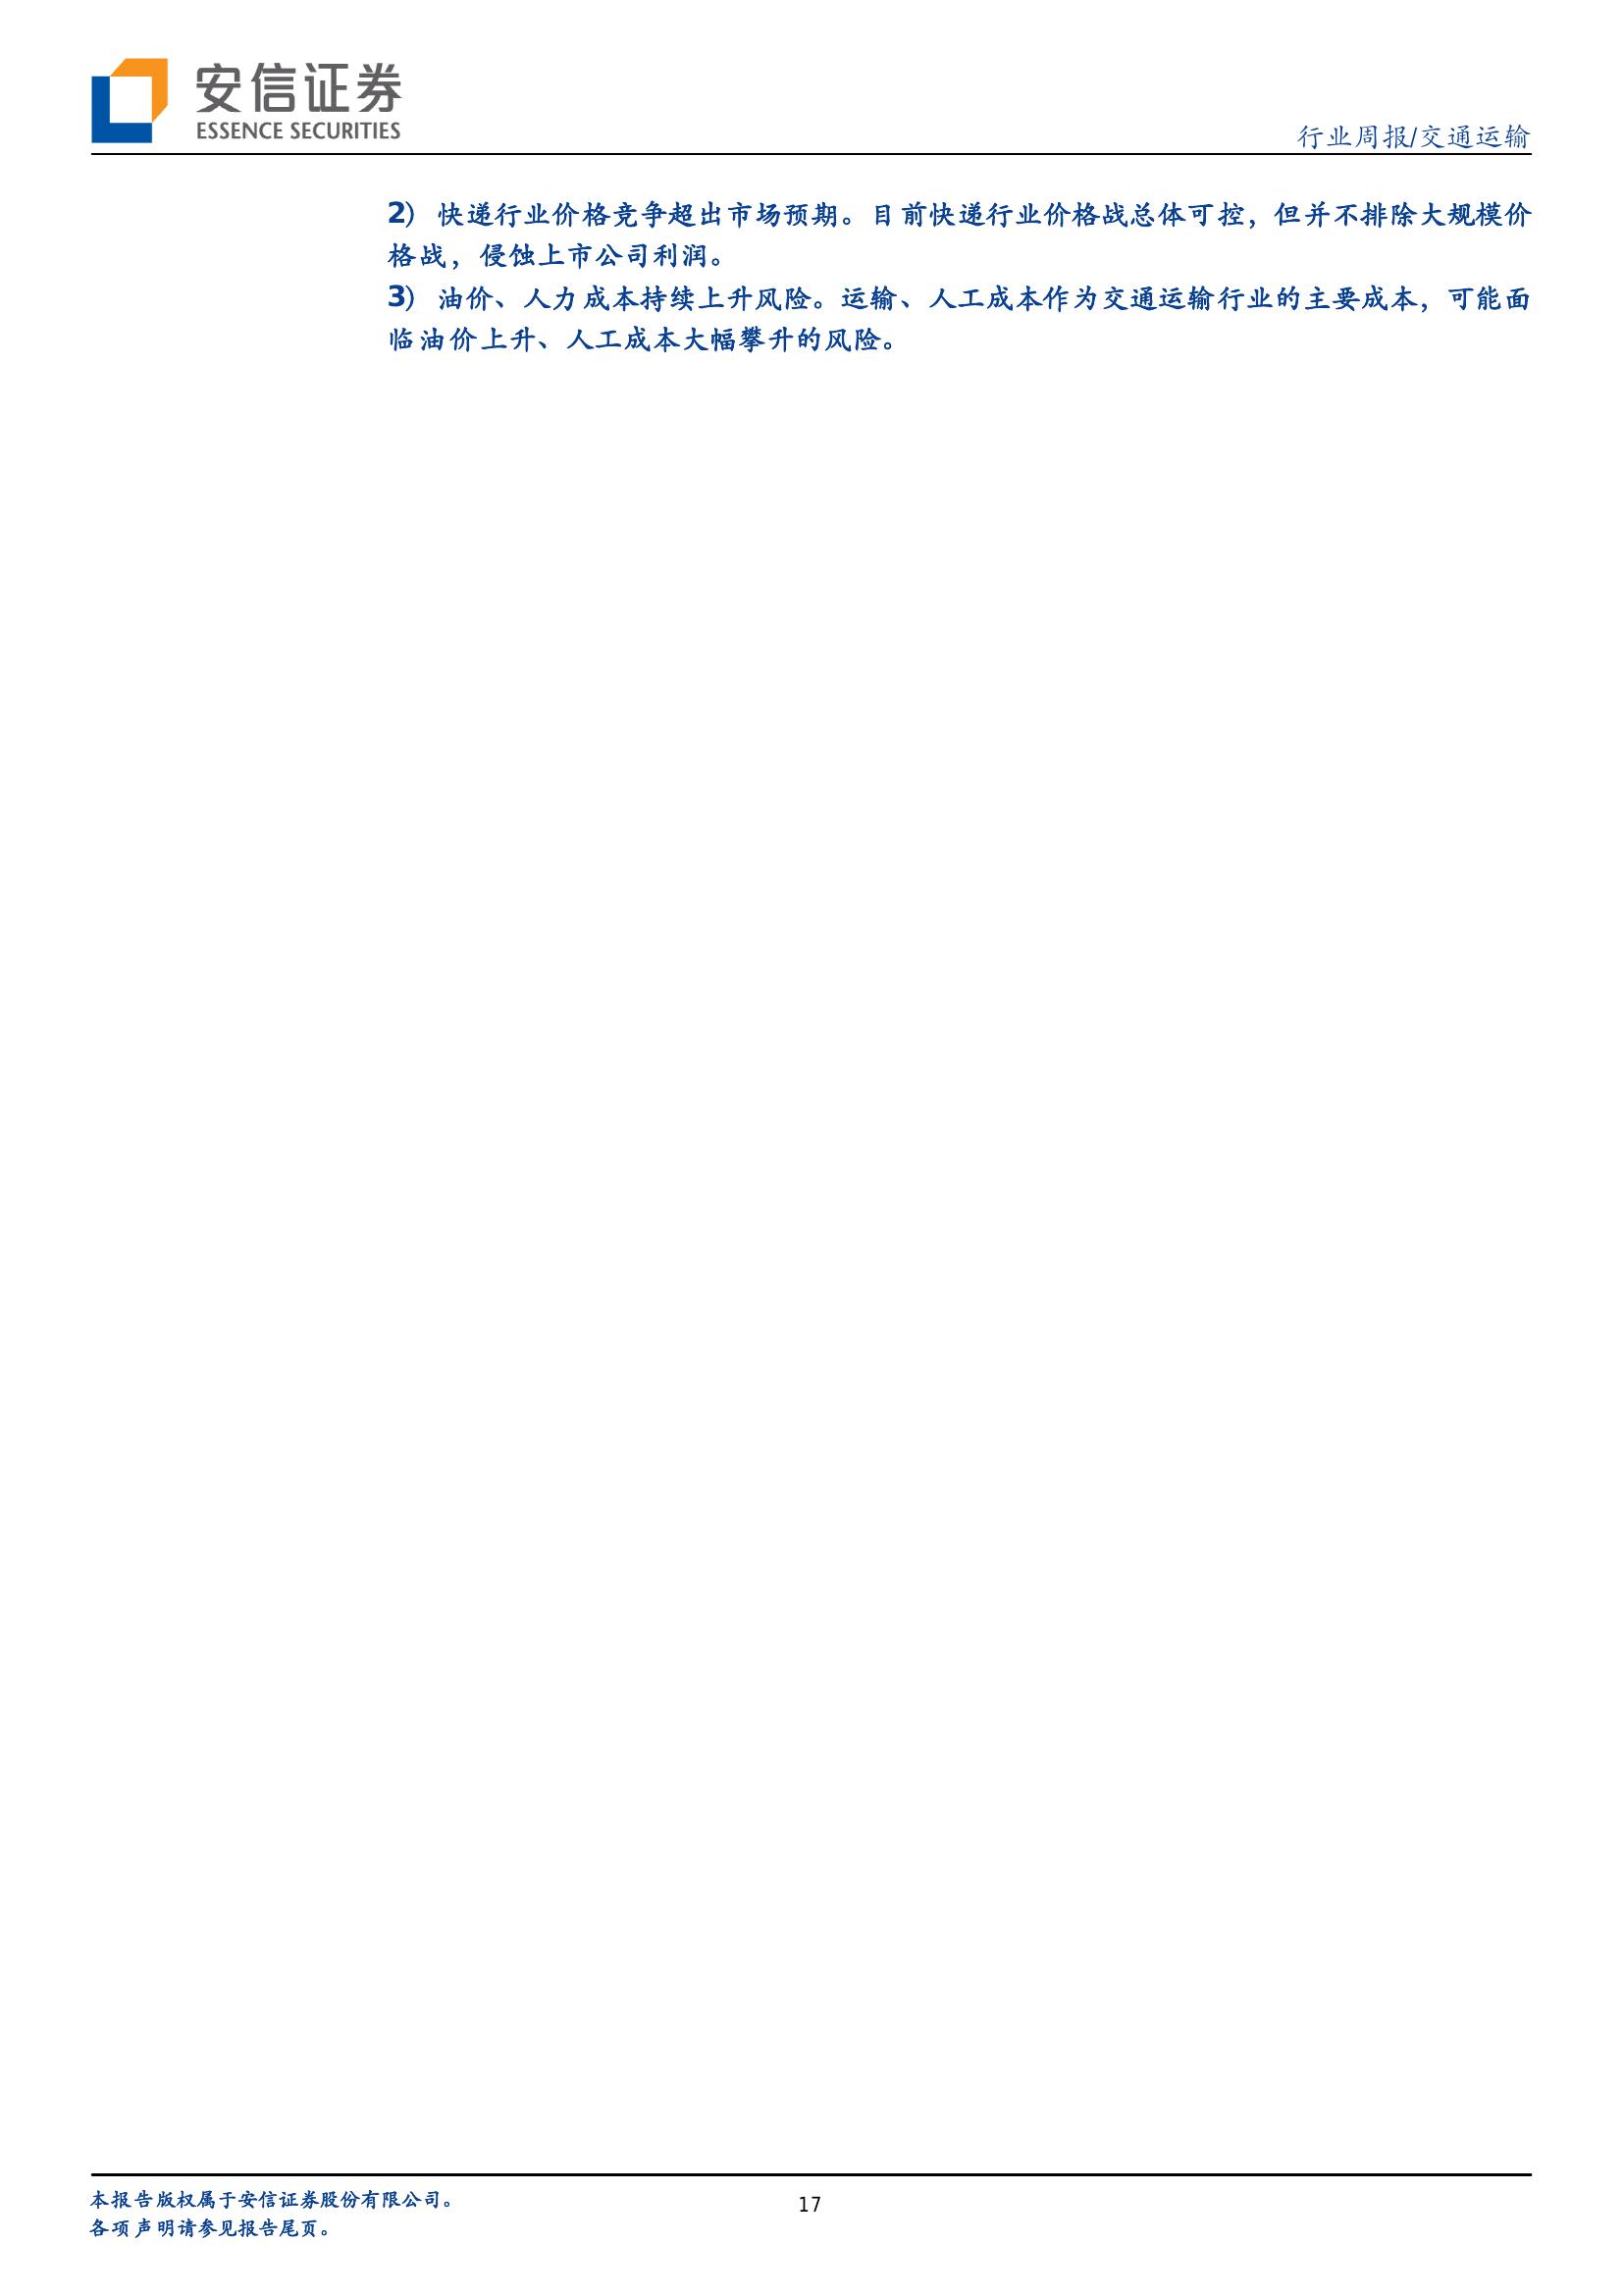 安信证券
ESSENCE SECURITIES
行业周报/交通运输
2） 快递行业价格竞争超出市场预期。目前快递行业价格战总体可控，但并不排除大规模价
格战，侵蚀上市公司利润。
3） 油价、人力成本持续上升风险。运输、人工成本作为交通运输行业的主要成本，可能面
临油价上升、人工成本大幅攀升的风险。
本报告版权属于安信证券股份有限公司。
17
各项声明请参见报告尾页。